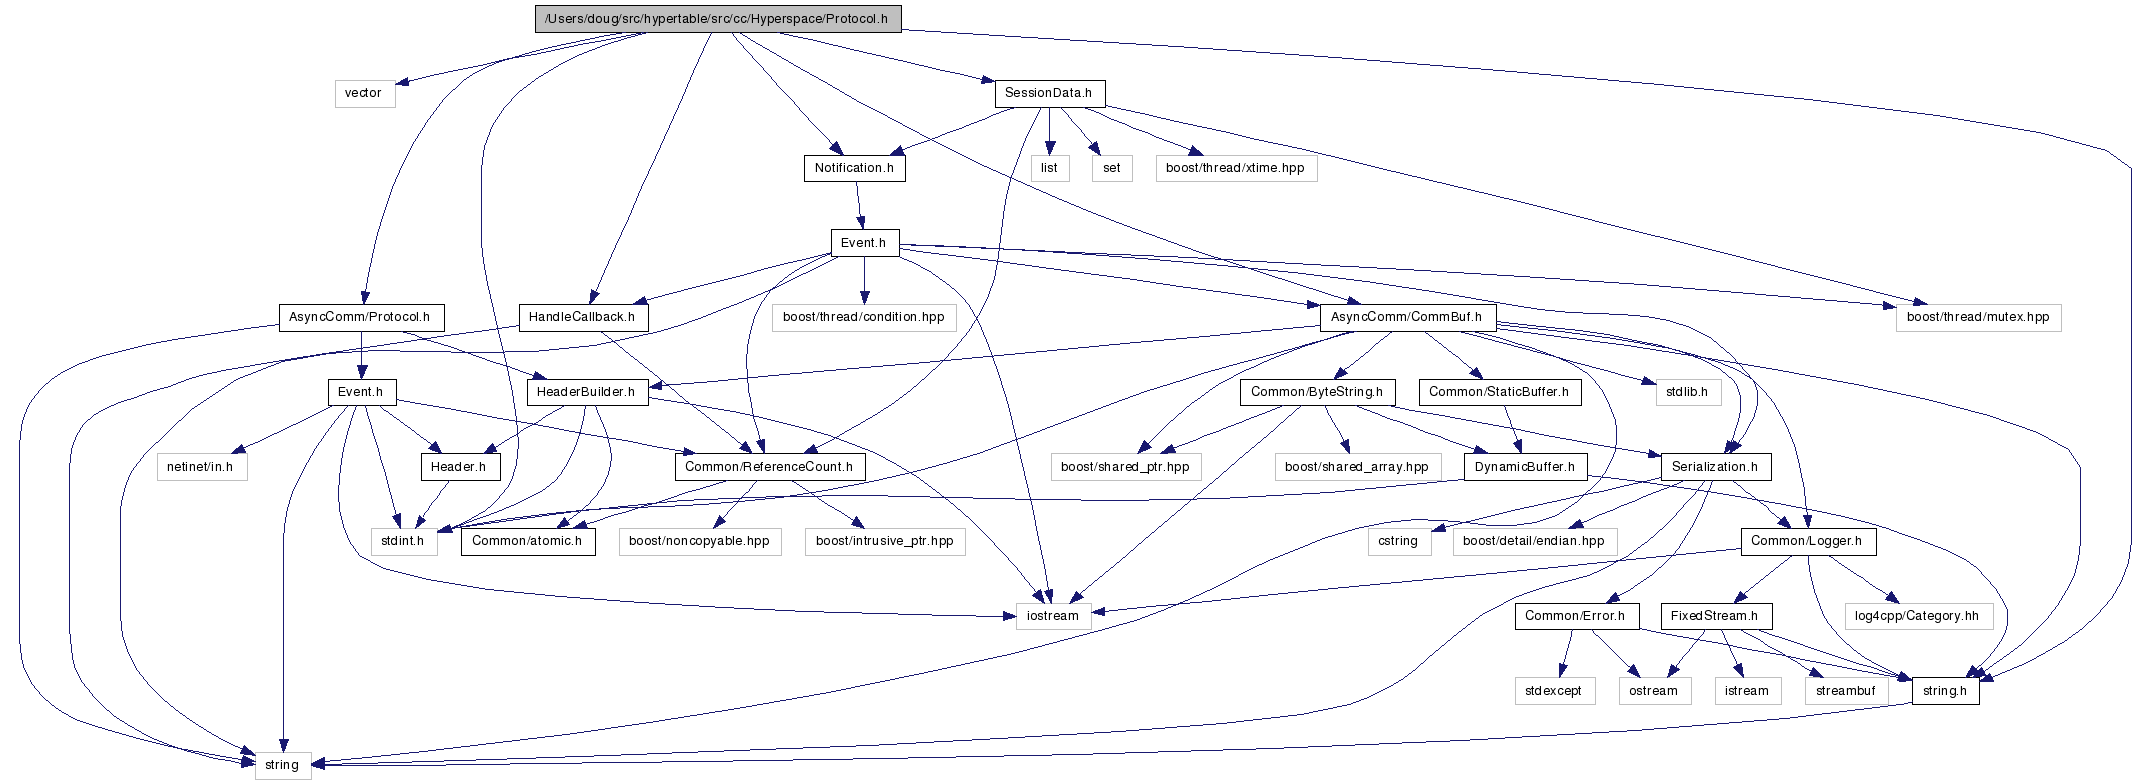 /Users/doug/src/hypertable/src/cc/Hyperspace/Protocol.h
vector
SessionData.h
Notification.h
list
set
boost/thread/xtime.hpp
Event.h
AsyncComm/Protocol.h
HandleCallback.h
boost/thread/condition.hpp
AsyncComm/CommBuf.h
boost/thread/mutex.hpp
Event.h
HeaderBuilder.h
Common/ByteString.h
Common/StaticBuffer.h
stdlib.h
netinet/in.h
Header.h
Common/ReferenceCount.h
boost/shared_ptr.hpp
boost/shared_array.hpp
DynamicBuffer.h
Serialization.h
stdint.h
Common/atomic.h
boost/noncopyable.hpp
boost/intrusive_ptr.hpp
cstring
boost/detail/endian.hpp
Common/Logger.h
iostream
Common/Error.h
FixedStream.h
log4cpp/Category.hh
stdexcept
ostream
istream
streambuf
string.h
string